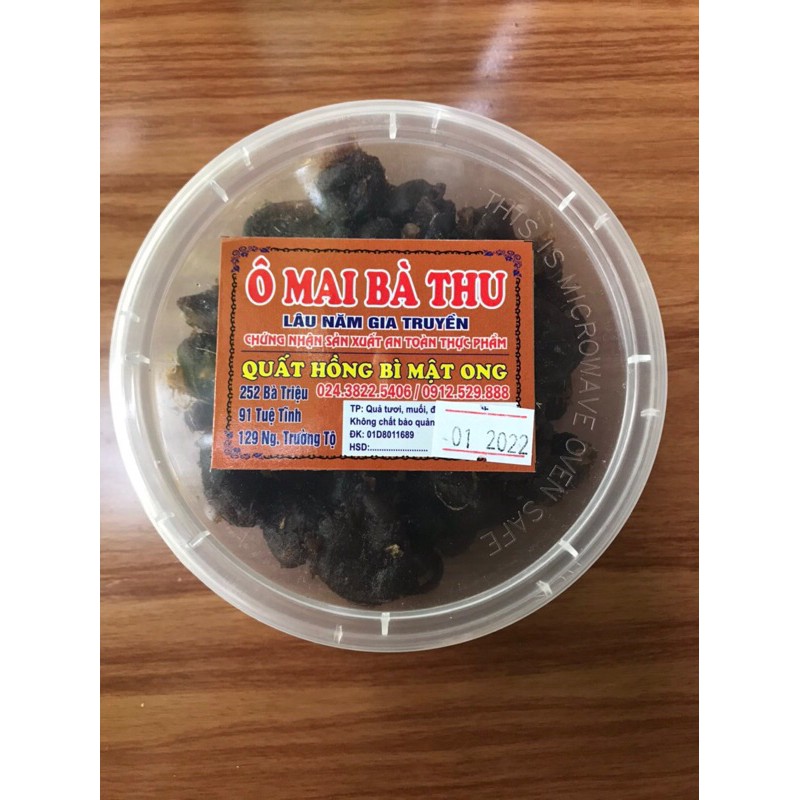 Ô MAI BÀ THU
LÂU NĂM GIA TRUYỀN
CHỨNG NHẬN SẢN XUẤT AN TOÀN THỰC PHẨM
QUẤT HỒNG BÌ MẬT ONG
252 Bà Triệu 024.3822.5406 / 0912.529.888
91 Tuệ Tĩnh
129 Ng. Trường Tộ
TP: Quả tươi, muối, đ
Không chất bảo quản
ĐK: 01D8011689
HSD:..........................
01 2022
THIS IS MICROWAVE OVEN SAFE